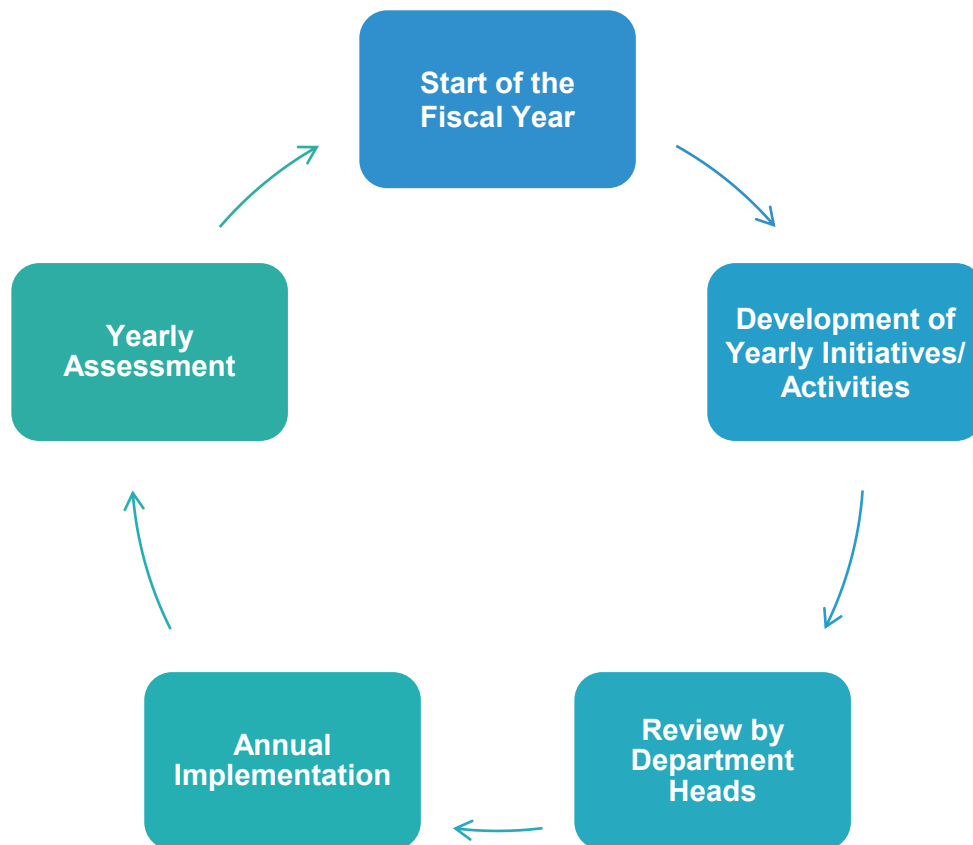 Start of the
Fiscal Year
Development of
Yearly Initiatives/
Activities
Review by
Department
Heads
Annual
Implementation
Yearly
Assessment